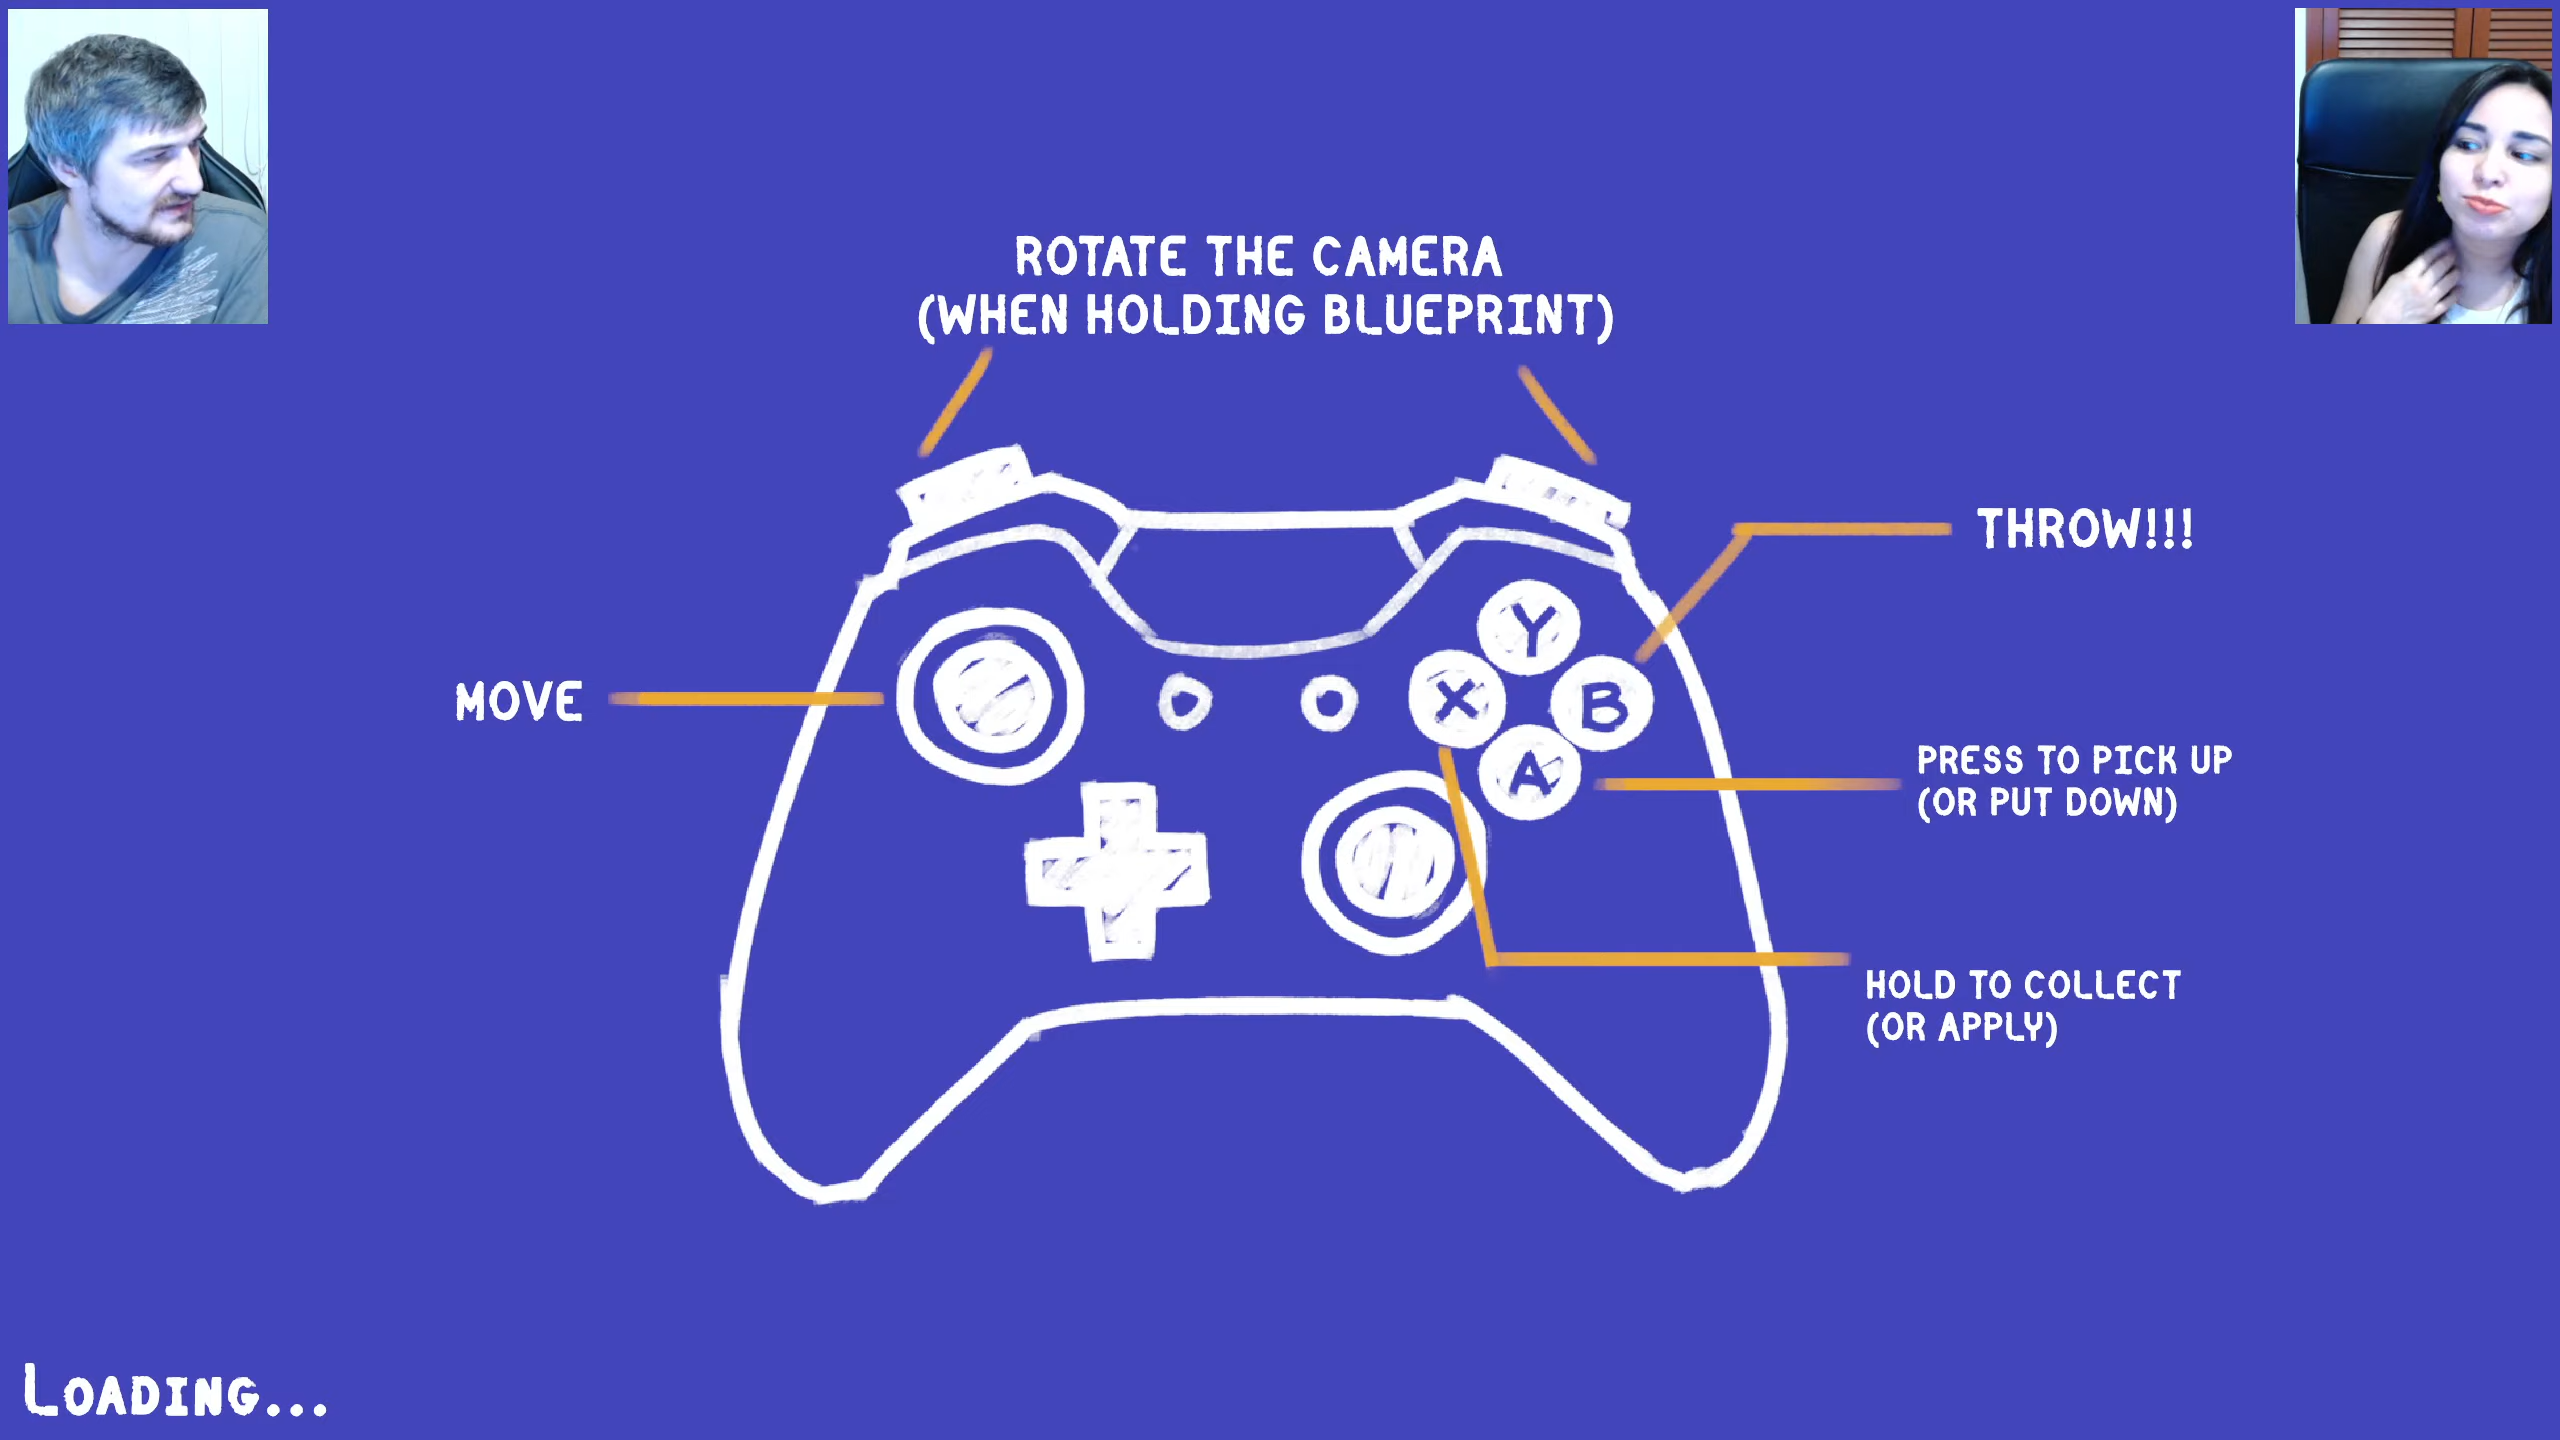 ROTATE THE CAMERA
(WHEN HOLDING BLUEPRINT)
THROW!!!
MOVE
Y
X
B
A
PRESS TO PICK UP
(OR PUT DOWN)
HOLD TO COLLECT
(OR APPLY)
LOADING...